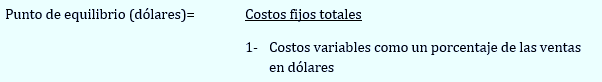 Punto de equilibrio (dólares)= Costos fijos totales
1- Costos variables como un porcentaje de las ventas
en dólares